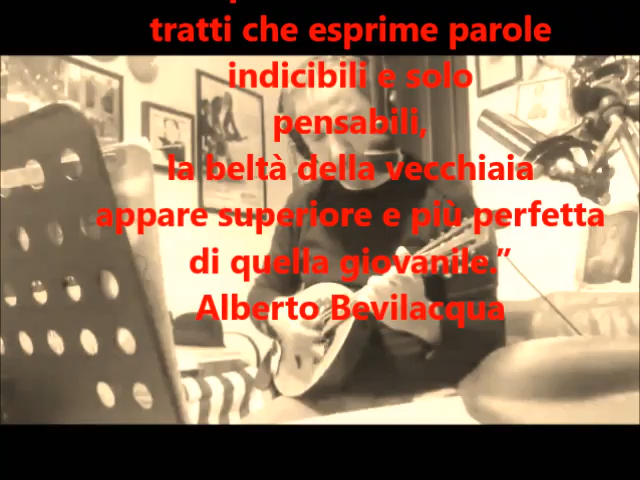 tratti che esprime parole
indicibili e solo
pensabili,
la beltà della vecchiaia
appare superiore e più perfetta
di quella giovanile.”
Alberto Bevilacqua